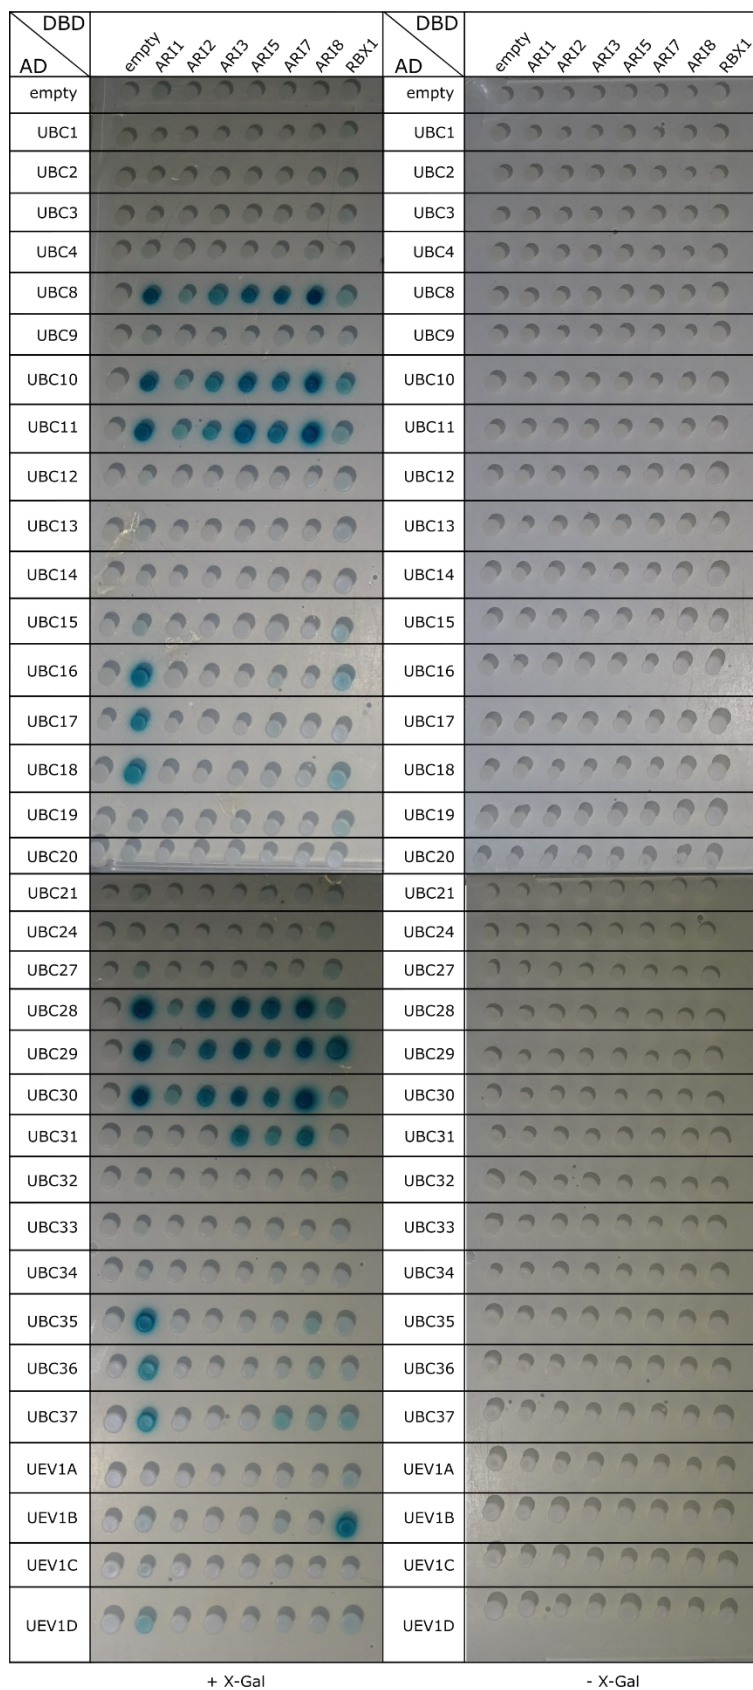 DBD DBD
AD empty ARI1 ARI2 ARI3 ARI5 ARI7 ARI8 RBX1 AD empty ARI1 ARI2 ARI3 ARI5 ARI7 ARI8 RBX1
empty empty
UBC1 UBC1
UBC2 UBC2
UBC3 UBC3
UBC4 UBC4
UBC8 UBC8
UBC9 UBC9
UBC10 UBC10
UBC11 UBC11
UBC12 UBC12
UBC13 UBC13
UBC14 UBC14
UBC15 UBC15
UBC16 UBC16
UBC17 UBC17
UBC18 UBC18
UBC19 UBC19
UBC20 UBC20
UBC21 UBC21
UBC24 UBC24
UBC27 UBC27
UBC28 UBC28
UBC29 UBC29
UBC30 UBC30
UBC31 UBC31
UBC32 UBC32
UBC33 UBC33
UBC34 UBC34
UBC35 UBC35
UBC36 UBC36
UBC37 UBC37
UEV1A UEV1A
UEV1B UEV1B
UEV1C UEV1C
UEV1D UEV1D
+ X-Gal - X-Gal